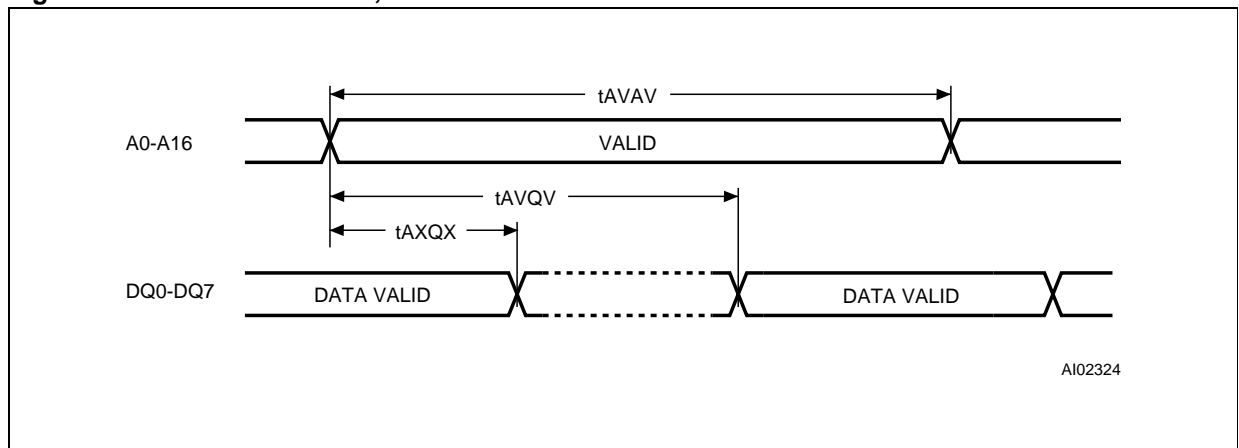 tAVAV
A0-A16
VALID
tAVQV
tAXQX
DQ0-DQ7
DATA VALID
DATA VALID
AI02324